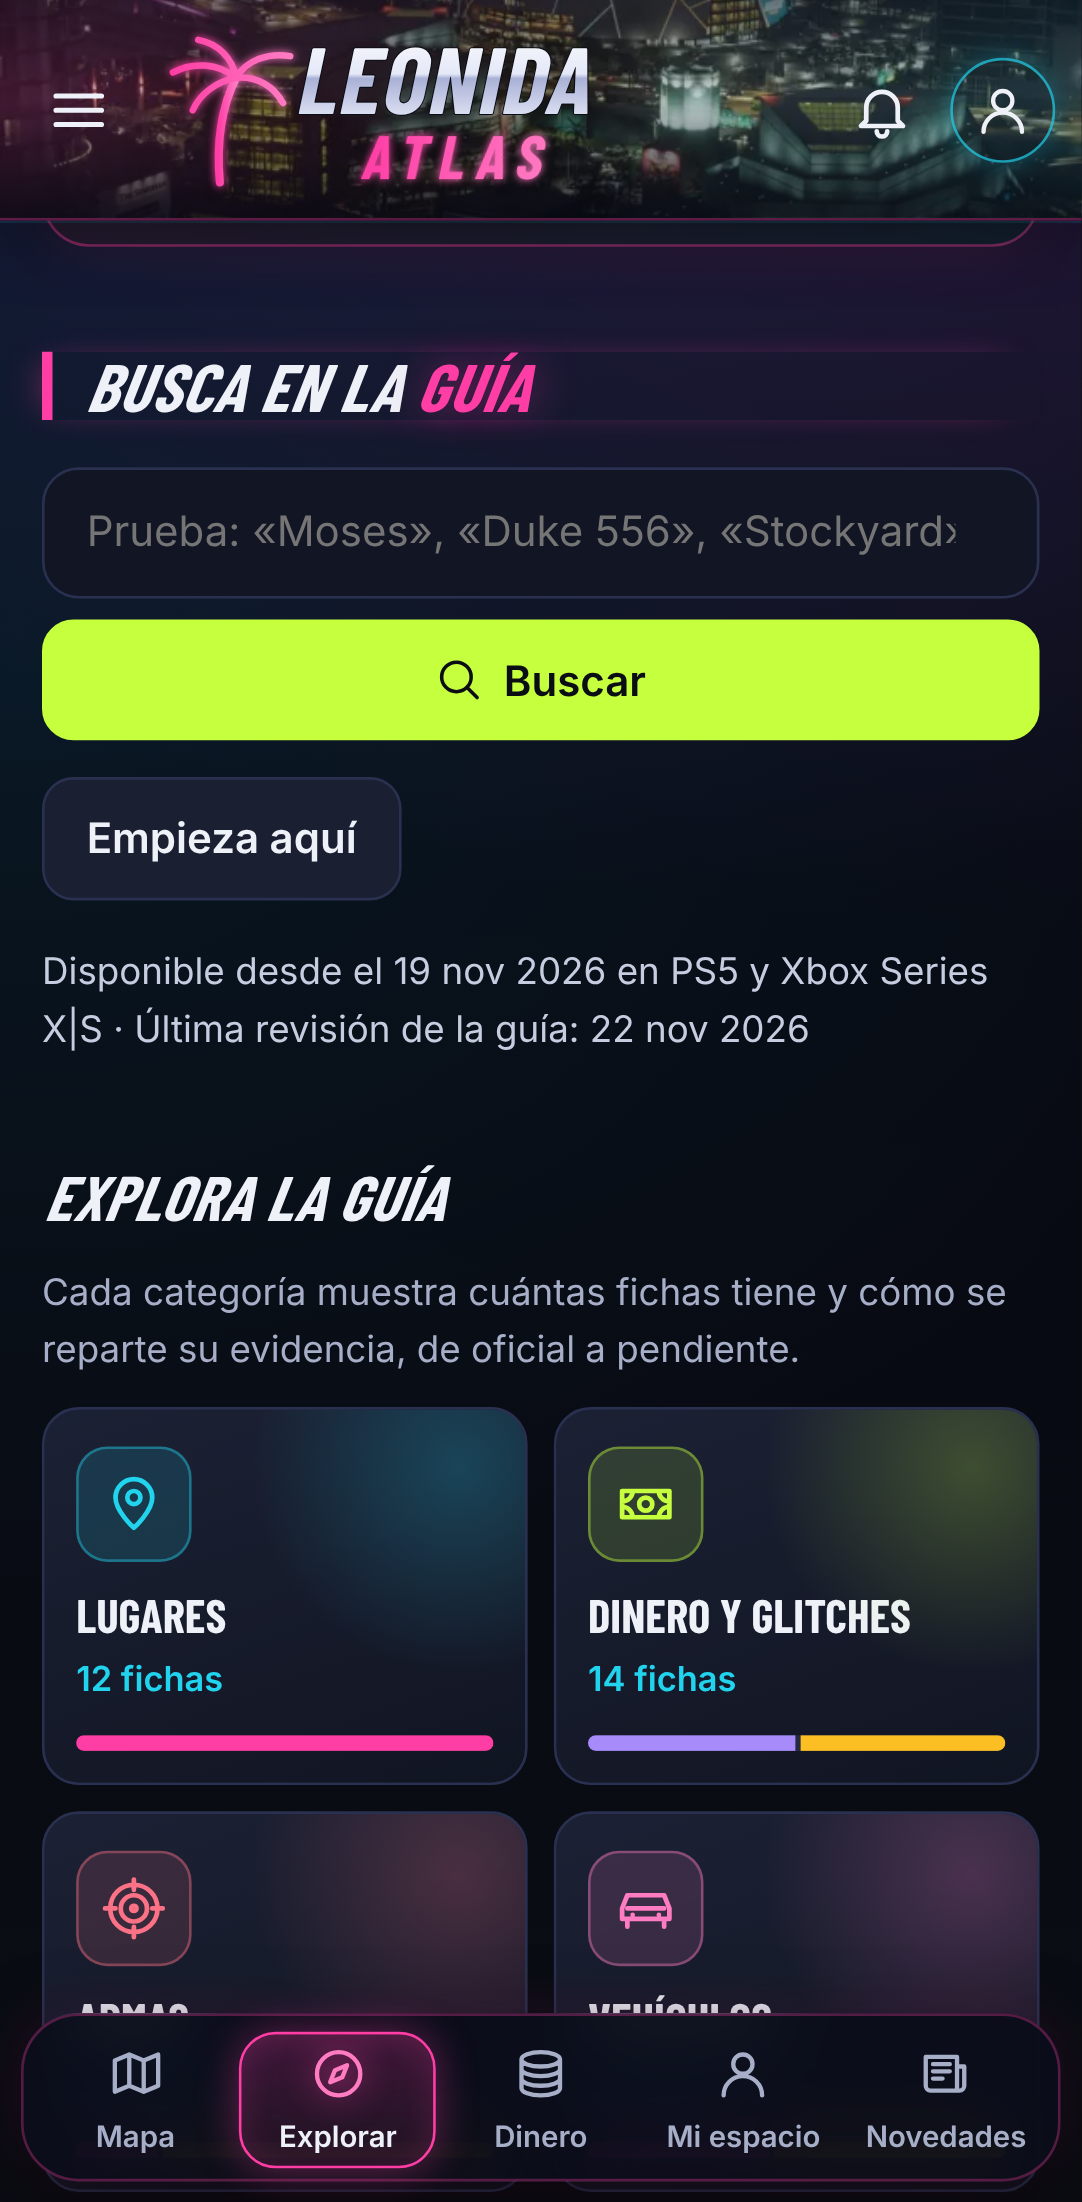 LEONIDA
ATLAS
BUSCA EN LA GUÍA
Prueba: «Moses», «Duke 556», «Stockyard»
Buscar
Empieza aquí
Disponible desde el 19 nov 2026 en PS5 y Xbox Series
X|S · Última revisión de la guía: 22 nov 2026
EXPLORA LA GUÍA
Cada categoría muestra cuántas fichas tiene y cómo se
reparte su evidencia, de oficial a pendiente.
LUGARES
12 fichas
DINERO Y GLITCHES
14 fichas
ARMAS
VEHÍCULOS
Mapa
Explorar
Dinero
Mi espacio
Novedades